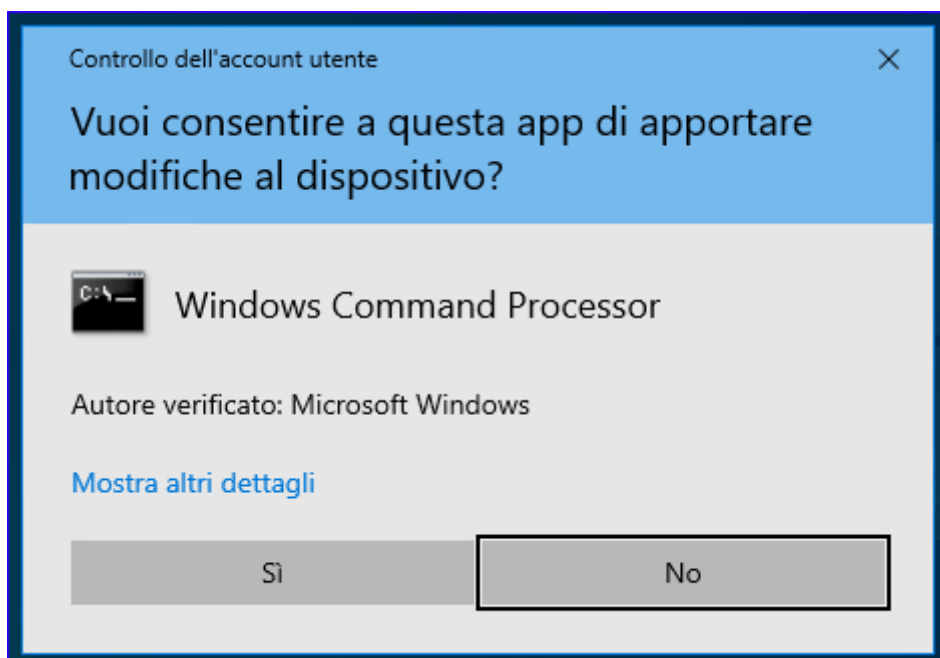 Controllo dell'account utente
Vuoi consentire a questa app di apportare
modifiche al dispositivo?
C:\
Windows Command Processor
Autore verificato: Microsoft Windows
Mostra altri dettagli
Sì
No